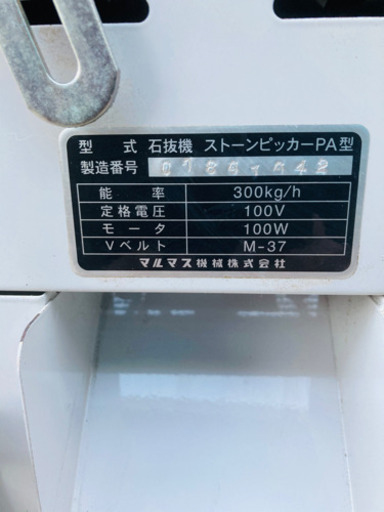 型式 石抜機 ストーンピッカーPA型
製造番号
能率 300kg/h
定格電圧 100V
モータ 100W
Vベルト M-37
マルマス機械株式会社